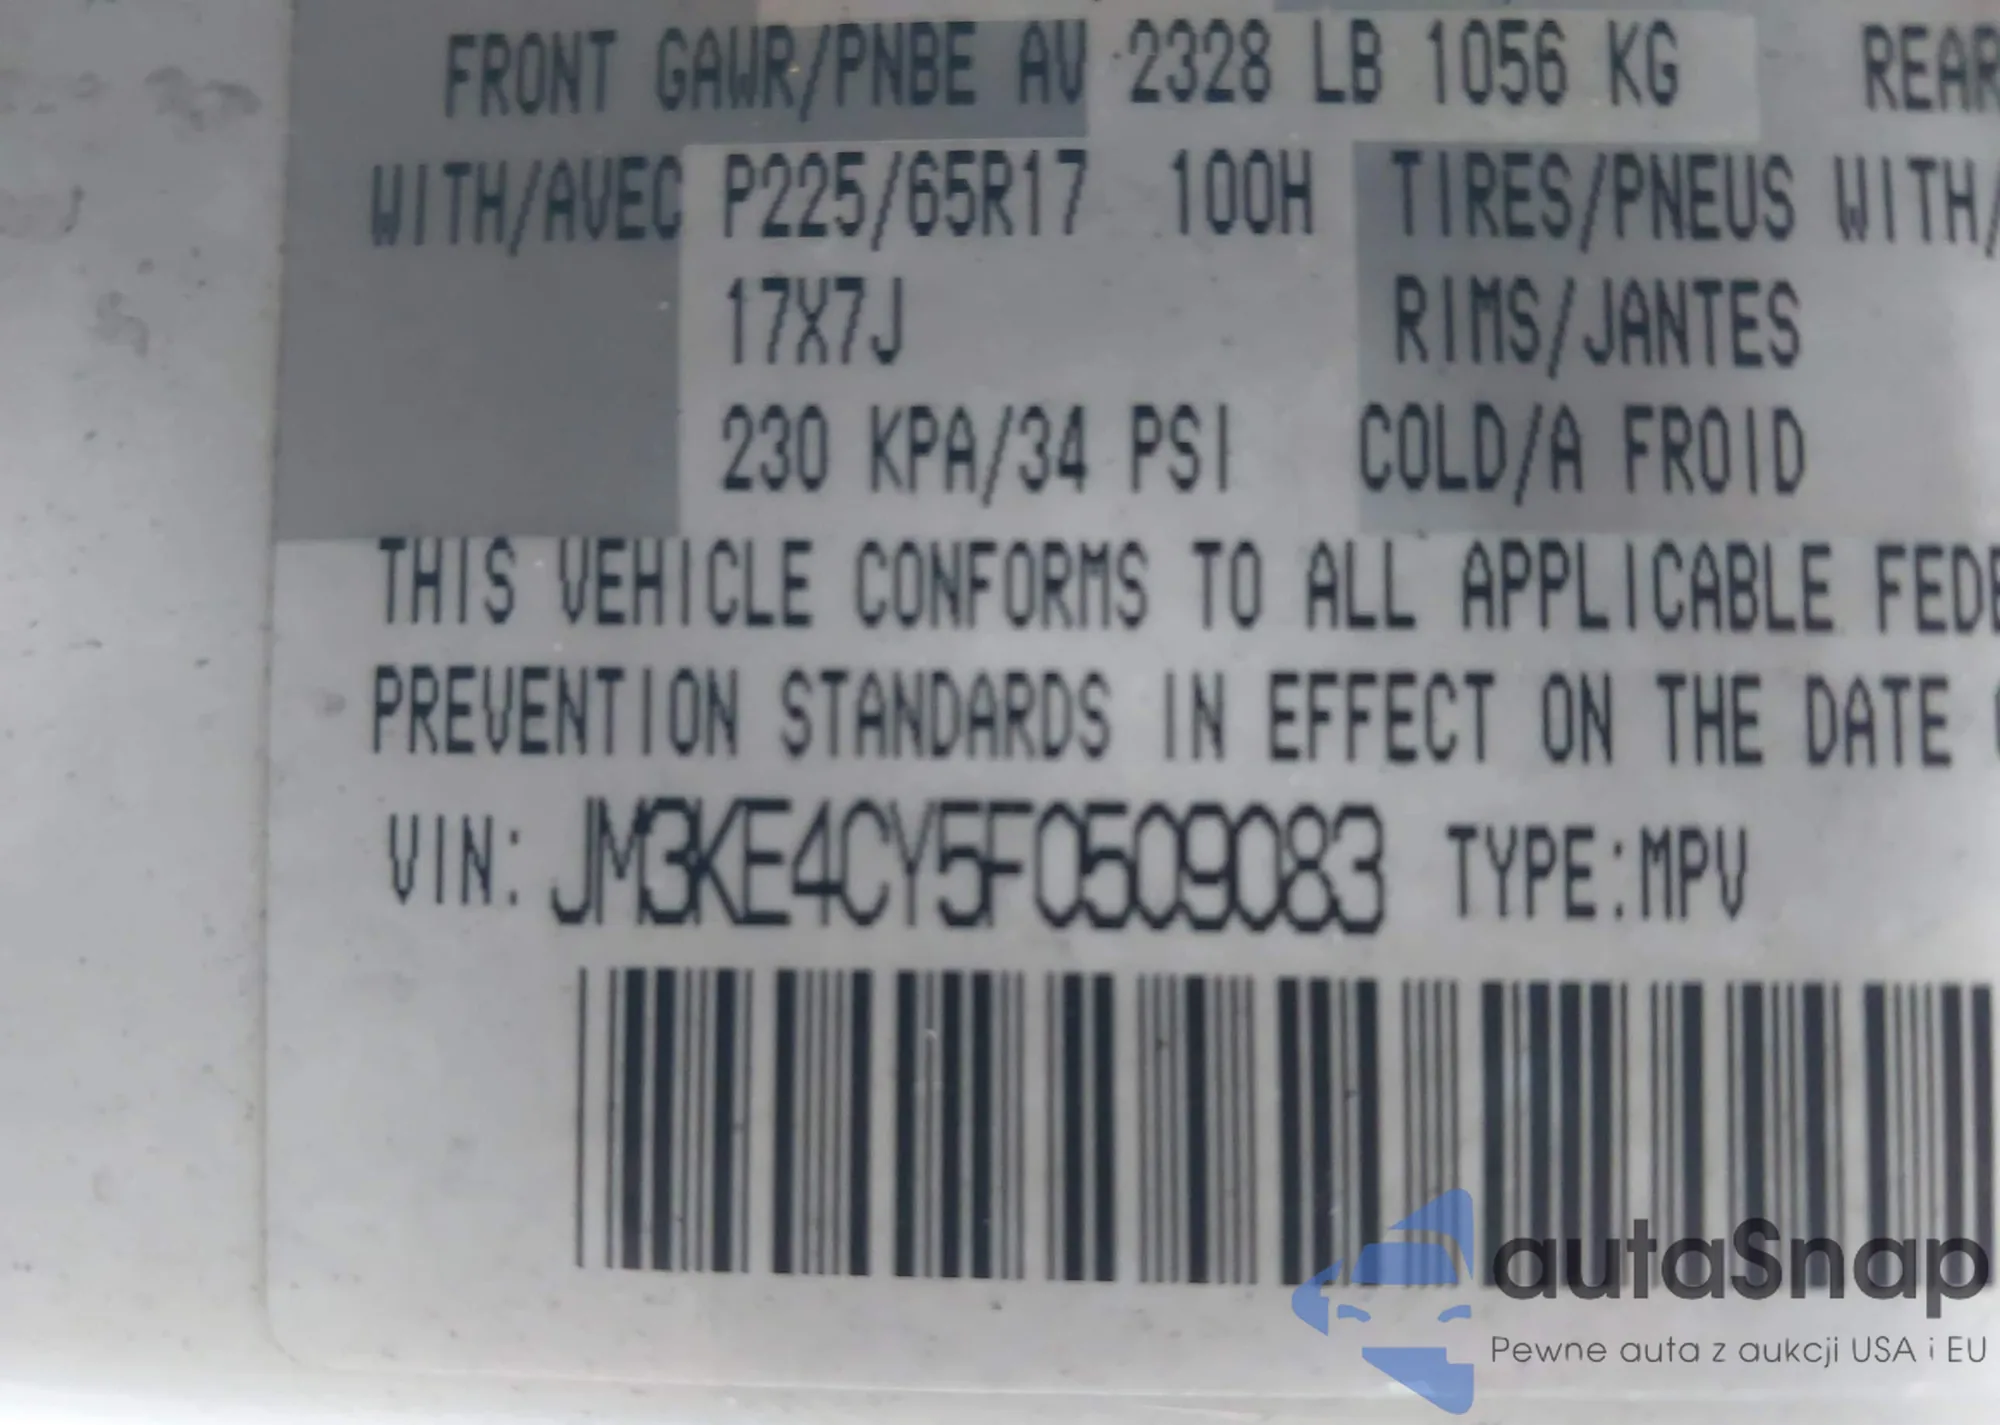 FRONT GAWR/PNBE AV 2328 LB 1056 KG REAR
WITH/AVEC P225/65R17 100H TIRES/PNEUS WITH/
17X7J RIMS/JANTES
230 KPA/34 PSI COLD/A FROID
THIS VEHICLE CONFORMS TO ALL APPLICABLE FEDE
PREVENTION STANDARDS IN EFFECT ON THE DATE
VIN: JM3KE4CY5F0509083 TYPE:MPV
autaSnap
Pewne auta z aukcji USA i EU